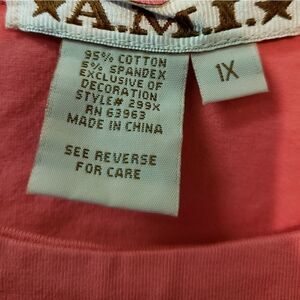 ★A.M.I.★
95% COTTON
5% SPANDEX
EXCLUSIVE OF
DECORATION
STYLE# 299X
RN 63963
MADE IN CHINA
SEE REVERSE
FOR CARE
1X